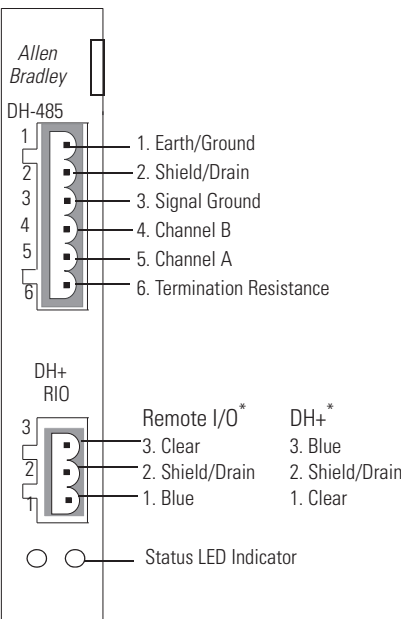 Allen
Bradley
DH-485
1
2
3
4
5
6
1. Earth/Ground
2. Shield/Drain
3. Signal Ground
4. Channel B
5. Channel A
6. Termination Resistance
DH+
RIO
3
2
1
Remote I/O*
3. Clear
2. Shield/Drain
1. Blue
DH+*
3. Blue
2. Shield/Drain
1. Clear
Status LED Indicator